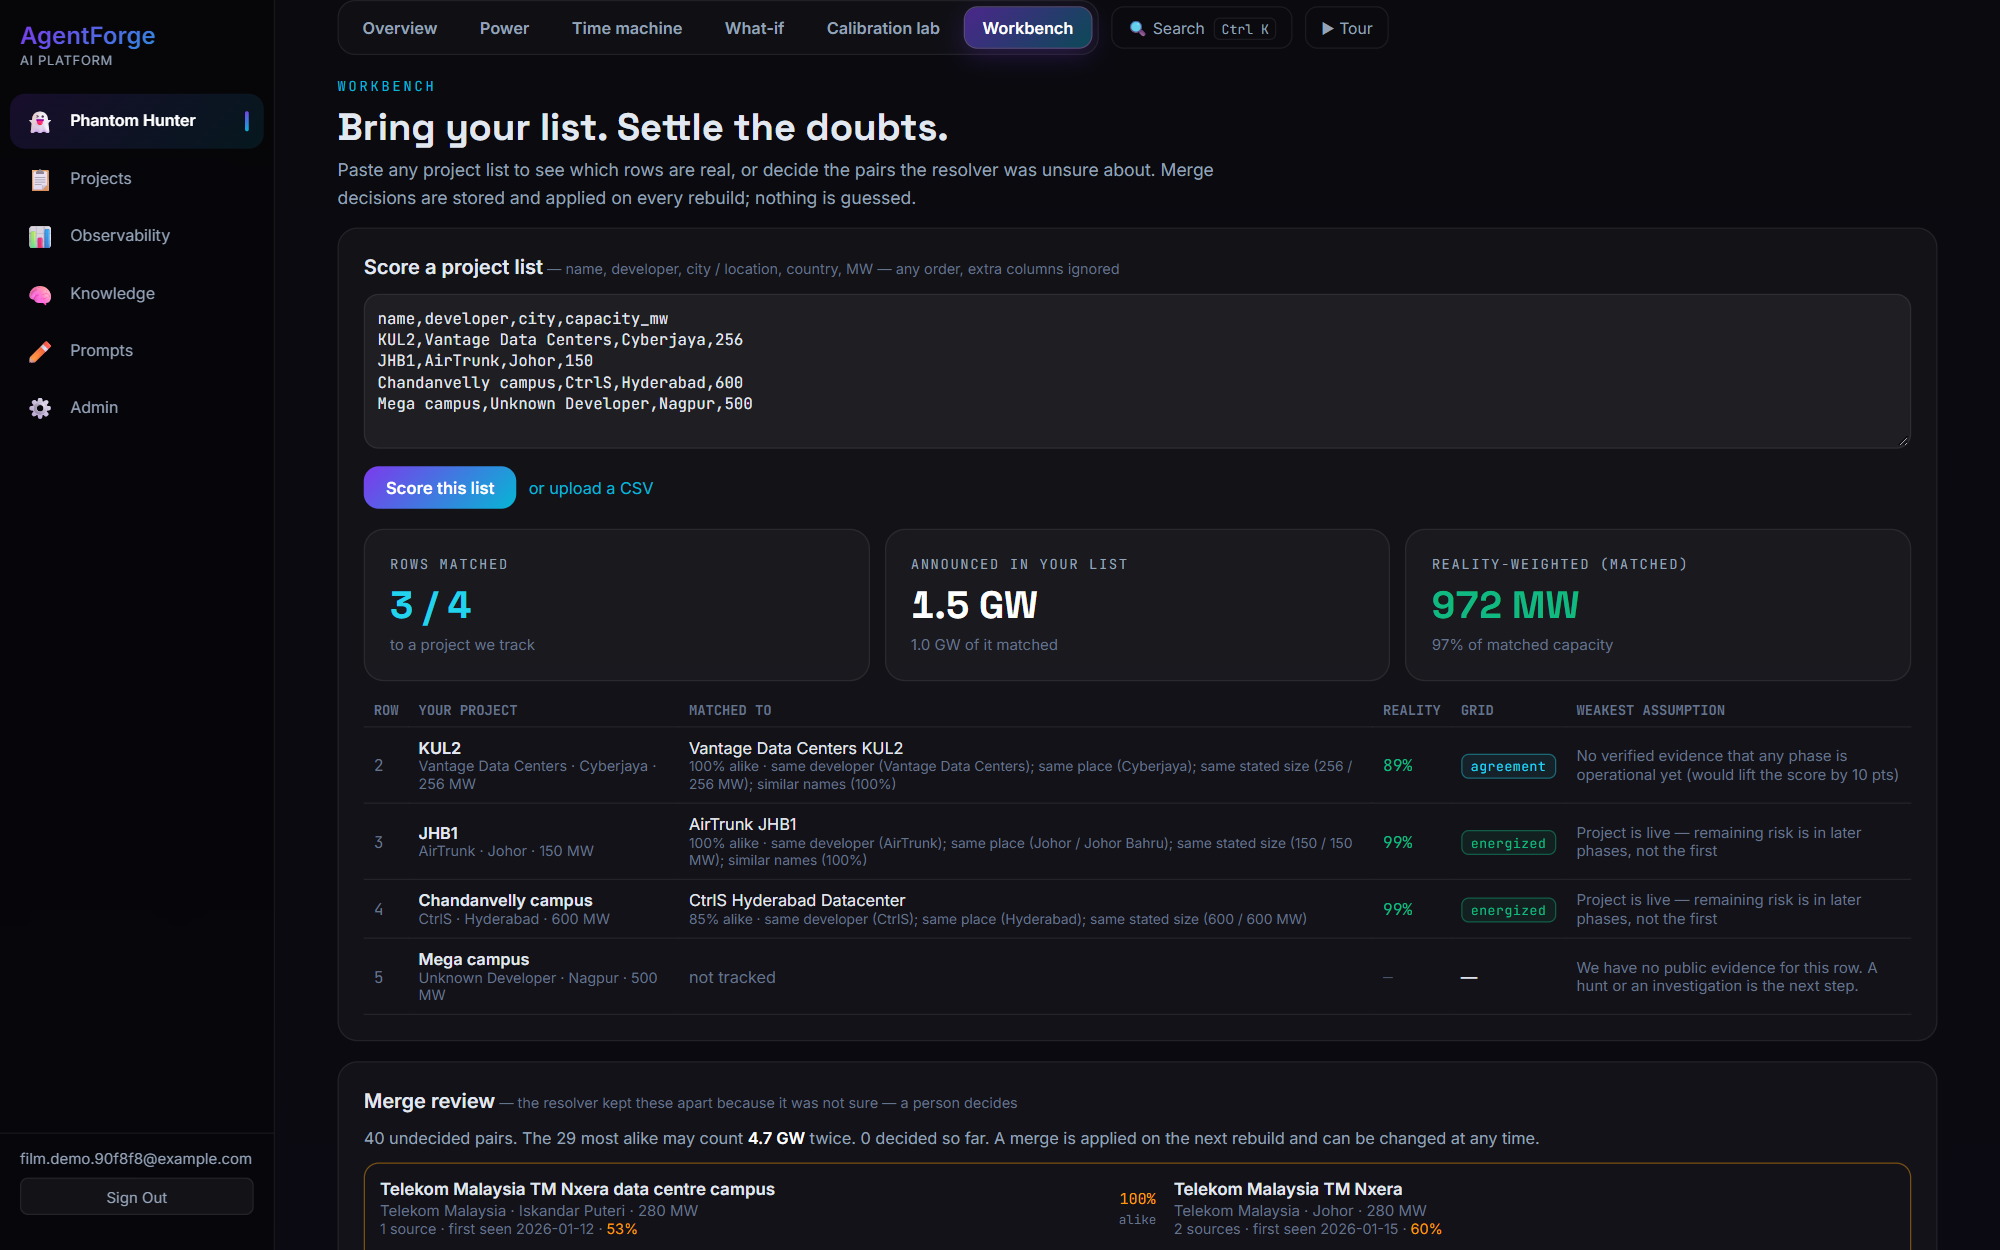 AgentForge
AI PLATFORM
Phantom Hunter
Projects
Observability
Knowledge
Prompts
Admin
film.demo.90f8f8@example.com
Sign Out
Overview
Power
Time machine
What-if
Calibration lab
Workbench
Search Ctrl K
▶ Tour
WORKBENCH
Bring your list. Settle the doubts.
Paste any project list to see which rows are real, or decide the pairs the resolver was unsure about. Merge
decisions are stored and applied on every rebuild; nothing is guessed.
Score a project list — name, developer, city / location, country, MW — any order, extra columns ignored
name,developer,city,capacity_mw
KUL2,Vantage Data Centers,Cyberjaya,256
JHB1,AirTrunk,Johor,150
Chandanvelly campus,CtrlS,Hyderabad,600
Mega campus,Unknown Developer,Nagpur,500
Score this list
or upload a CSV
ROWS MATCHED
3 / 4
to a project we track
ANNOUNCED IN YOUR LIST
1.5 GW
1.0 GW of it matched
REALITY-WEIGHTED (MATCHED)
972 MW
97% of matched capacity
ROW YOUR PROJECT MATCHED TO REALITY GRID WEAKEST ASSUMPTION
2
KUL2
Vantage Data Centers · Cyberjaya ·
256 MW
Vantage Data Centers KUL2
100% alike · same developer (Vantage Data Centers); same place (Cyberjaya); same stated size (256 /
256 MW); similar names (100%)
89%
agreement
No verified evidence that any phase is
operational yet (would lift the score by 10 pts)
3
JHB1
AirTrunk · Johor · 150 MW
AirTrunk JHB1
100% alike · same developer (AirTrunk); same place (Johor / Johor Bahru); same stated size (150 / 150
MW); similar names (100%)
99%
energized
Project is live — remaining risk is in later
phases, not the first
4
Chandanvelly campus
CtrlS · Hyderabad · 600 MW
CtrlS Hyderabad Datacenter
85% alike · same developer (CtrlS); same place (Hyderabad); same stated size (600 / 600 MW)
99%
energized
Project is live — remaining risk is in later
phases, not the first
5
Mega campus
Unknown Developer · Nagpur · 500
MW
not tracked
–
—
We have no public evidence for this row. A
hunt or an investigation is the next step.
Merge review — the resolver kept these apart because it was not sure — a person decides
40 undecided pairs. The 29 most alike may count 4.7 GW twice. 0 decided so far. A merge is applied on the next rebuild and can be changed at any time.
Telekom Malaysia TM Nxera data centre campus
Telekom Malaysia · Iskandar Puteri · 280 MW
1 source · first seen 2026-01-12 · 53%
100%
alike
Telekom Malaysia TM Nxera
Telekom Malaysia · Johor · 280 MW
2 sources · first seen 2026-01-15 · 60%